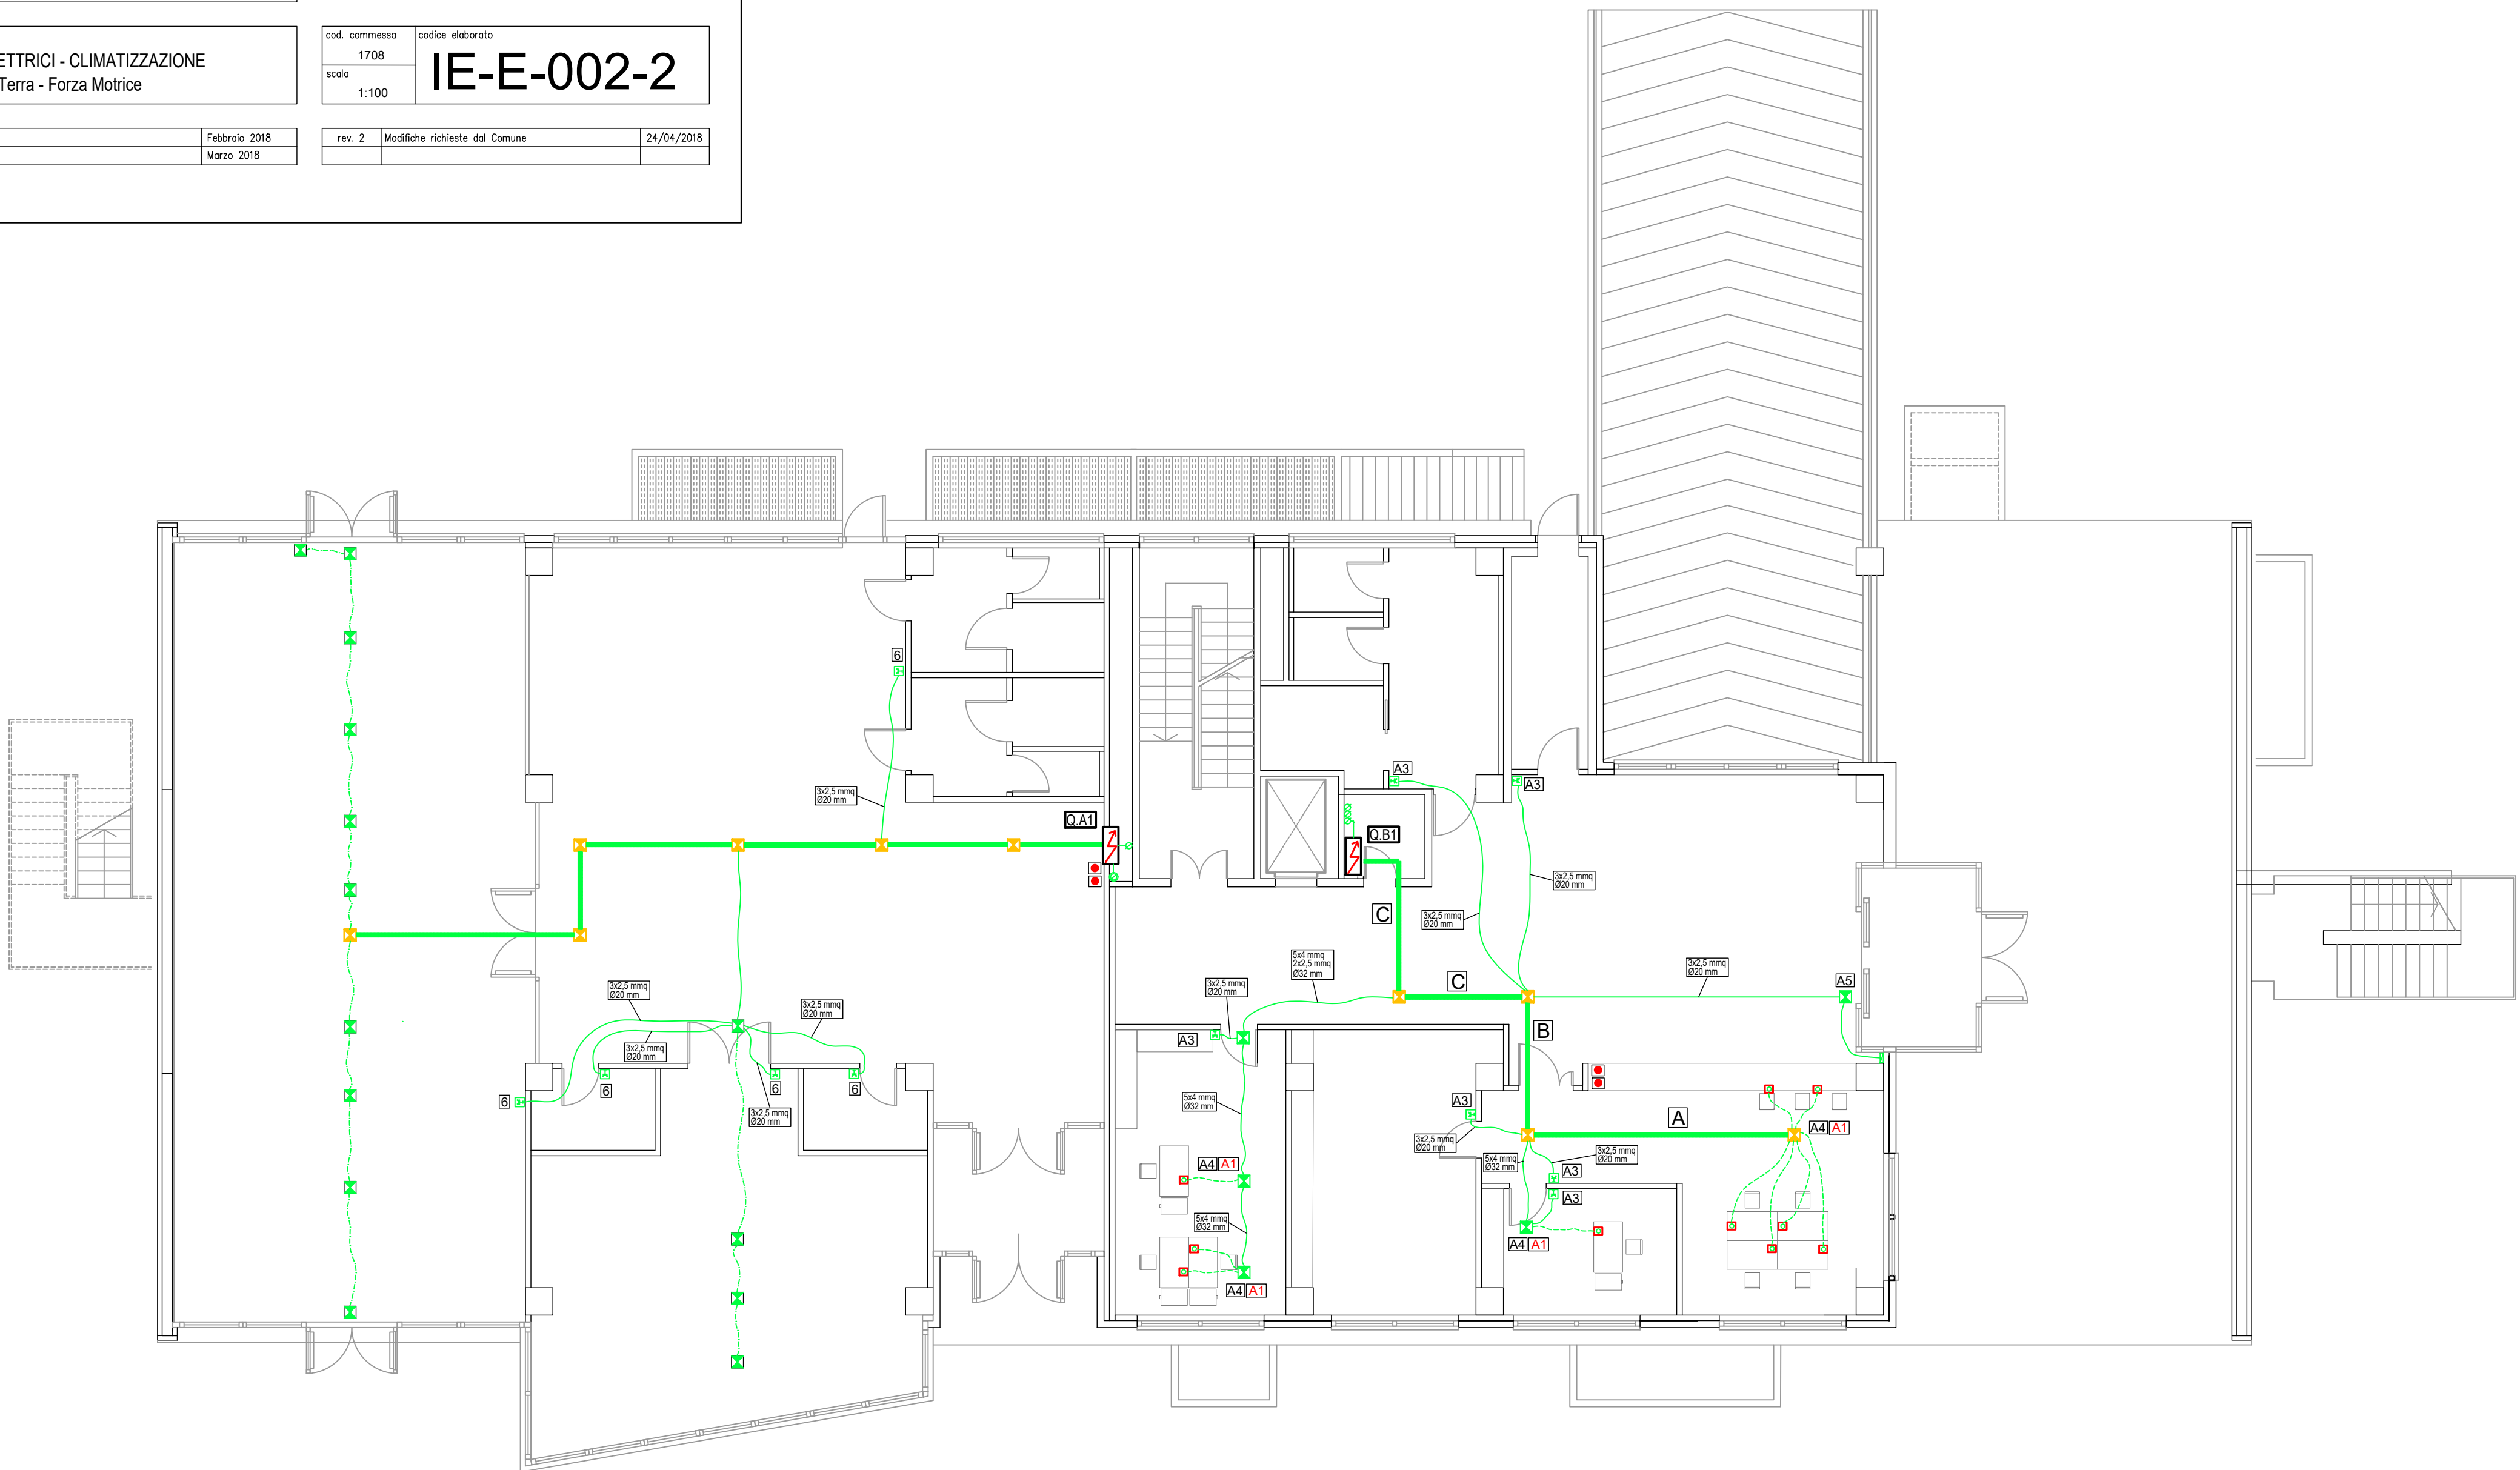 ETTRICI - CLIMATIZZAZIONE
Terra - Forza Motrice
cod. commessa
1708
scala
1:100
codice elaborato
IE-E-002-2
Febbraio 2018
Marzo 2018
rev. 2
Modifiche richieste dal Comune
24/04/2018
6
3x2,5 mmq
Ø20 mm
Q.A1
A3
A3
Q.B1
3x2,5 mmq
Ø20 mm
C
3x2,5 mmq
Ø20 mm
5x4 mmq
2x2,5 mmq
Ø32 mm
C
3x2,5 mmq
Ø20 mm
A5
3x2,5 mmq
Ø20 mm
3x2,5 mmq
Ø20 mm
3x2,5 mmq
Ø20 mm
B
A3
3x2,5 mmq
Ø20 mm
6
6
6
6
3x2,5 mmq
Ø20 mm
5x4 mmq
Ø32 mm
A3
A
A4 A1
3x2,5 mmq
Ø20 mm
5x4 mmq
Ø32 mm
3x2,5 mmq
Ø20 mm
A4 A1
A3
A3
5x4 mmq
Ø32 mm
A4 A1
A4 A1